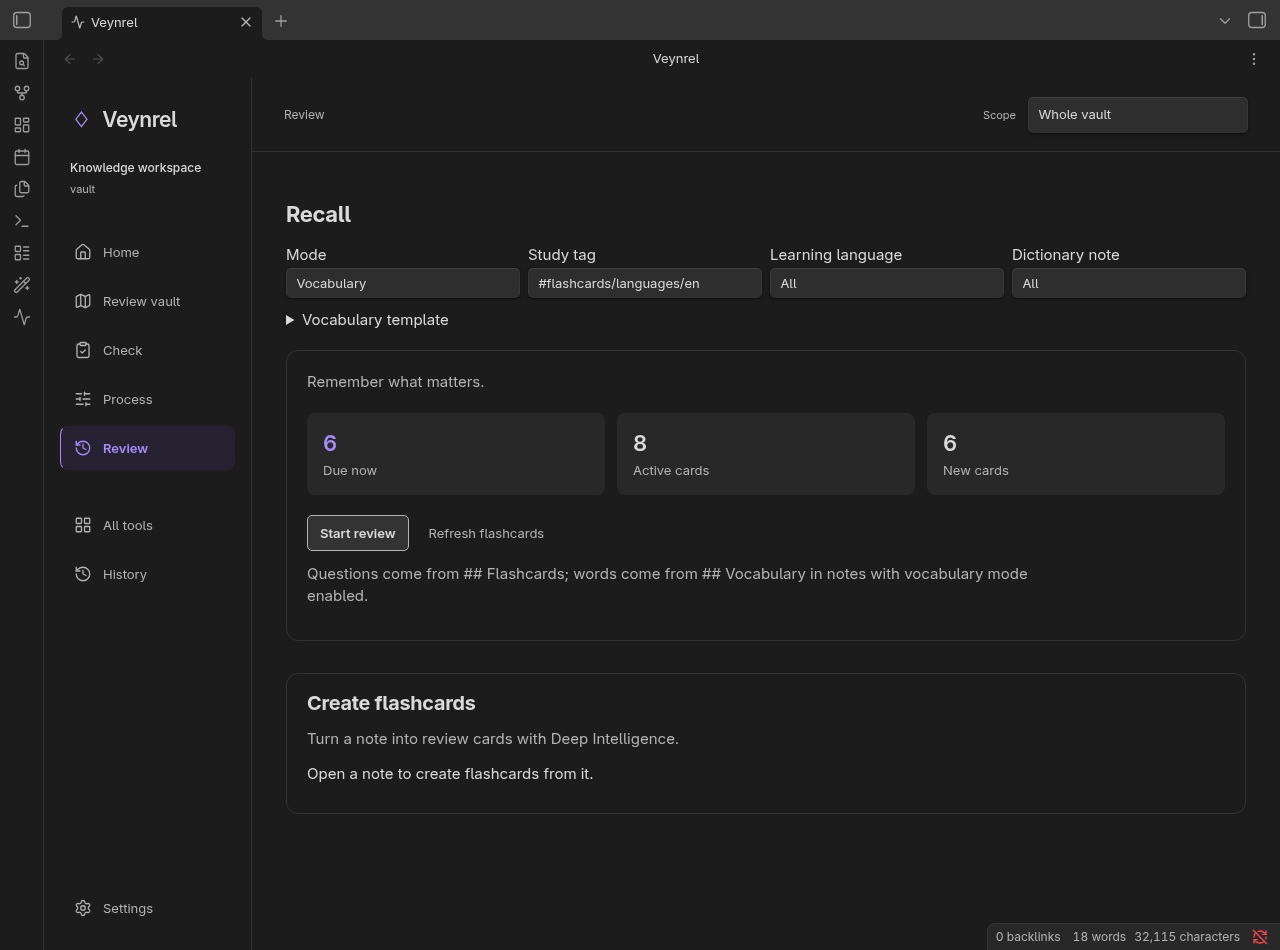 Veynrel
Veynrel
Veynrel
Knowledge workspace
vault
Home
Review vault
Check
Process
Review
All tools
History
Settings
Review
Scope
Whole vault
Recall
Mode
Study tag
Learning language
Dictionary note
Vocabulary
#flashcards/languages/en
All
All
Vocabulary template
Remember what matters.
6
Due now
8
Active cards
6
New cards
Start review
Refresh flashcards
Questions come from ## Flashcards; words come from ## Vocabulary in notes with vocabulary mode
enabled.
Create flashcards
Turn a note into review cards with Deep Intelligence.
Open a note to create flashcards from it.
0 backlinks
18 words
32,115 characters